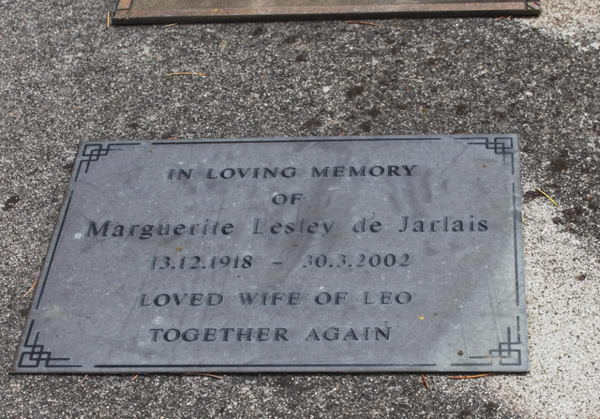 IN LOVING MEMORY
OF
Marguerite Lesley de Jarlais
13.12.1918 - 30.3.2002
LOVED WIFE OF LEO
TOGETHER AGAIN